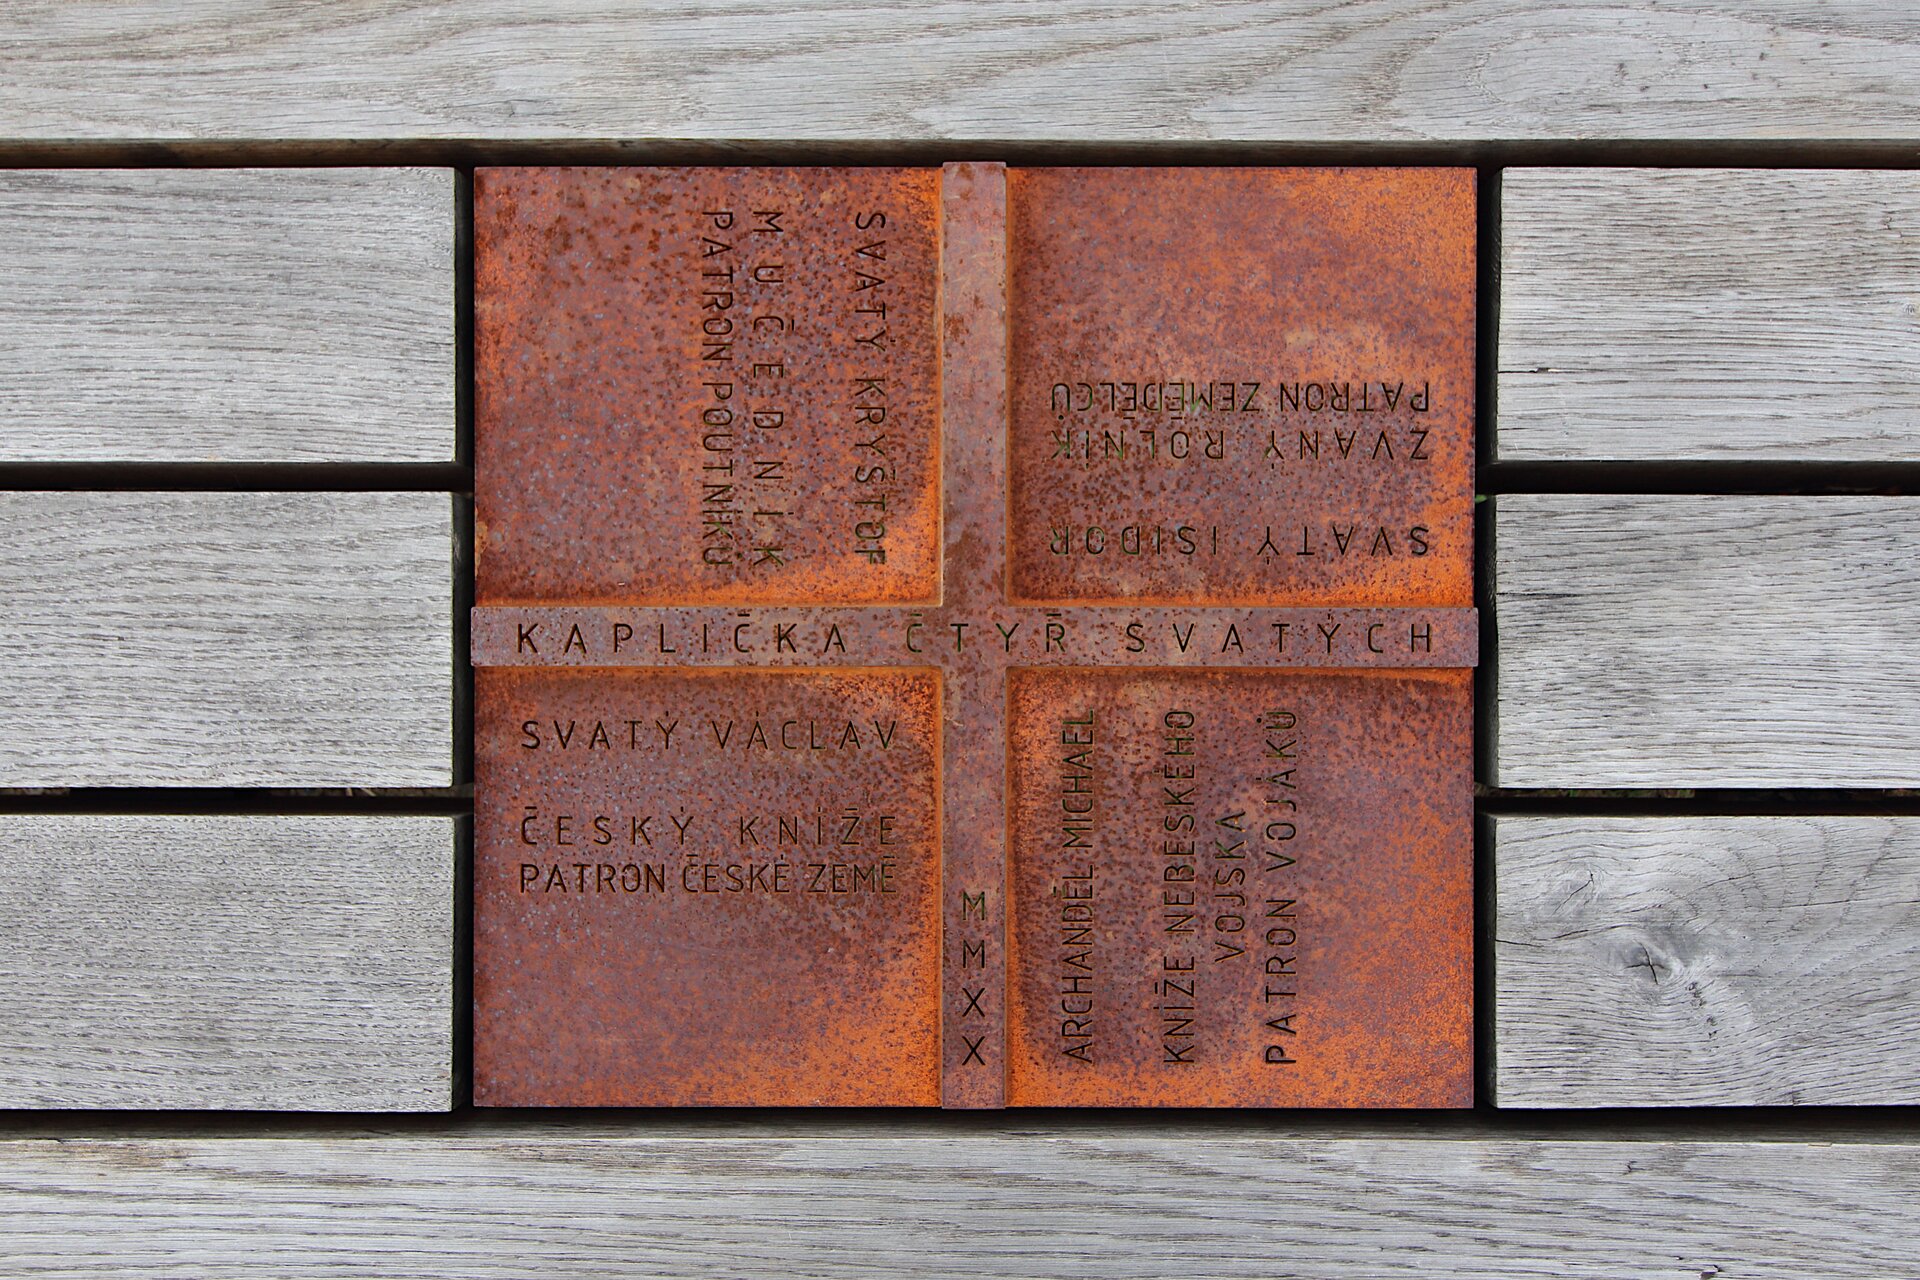 SVATÝ KRYŠTOF
MUČEDNÍK
PATRON POUTNÍKŮ
SVATÝ ISIDOR
ZVANÝ ROLNÍK
PATRON ZEMĚDĚLCŮ
KAPLIČKA ČTYŘ SVATÝCH
SVATÝ VÁCLAV
ČESKÝ KNÍŽE
PATRON ČESKÉ ZEMĚ
MMXX
ARCHANDĚL MICHAEL
KNÍŽE NEBESKÉHO
VOJSKA
PATRON VOJÁKŮ